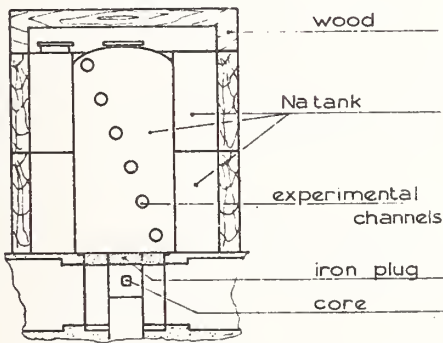 wood
Na tank
experimental
channels
iron plug
core